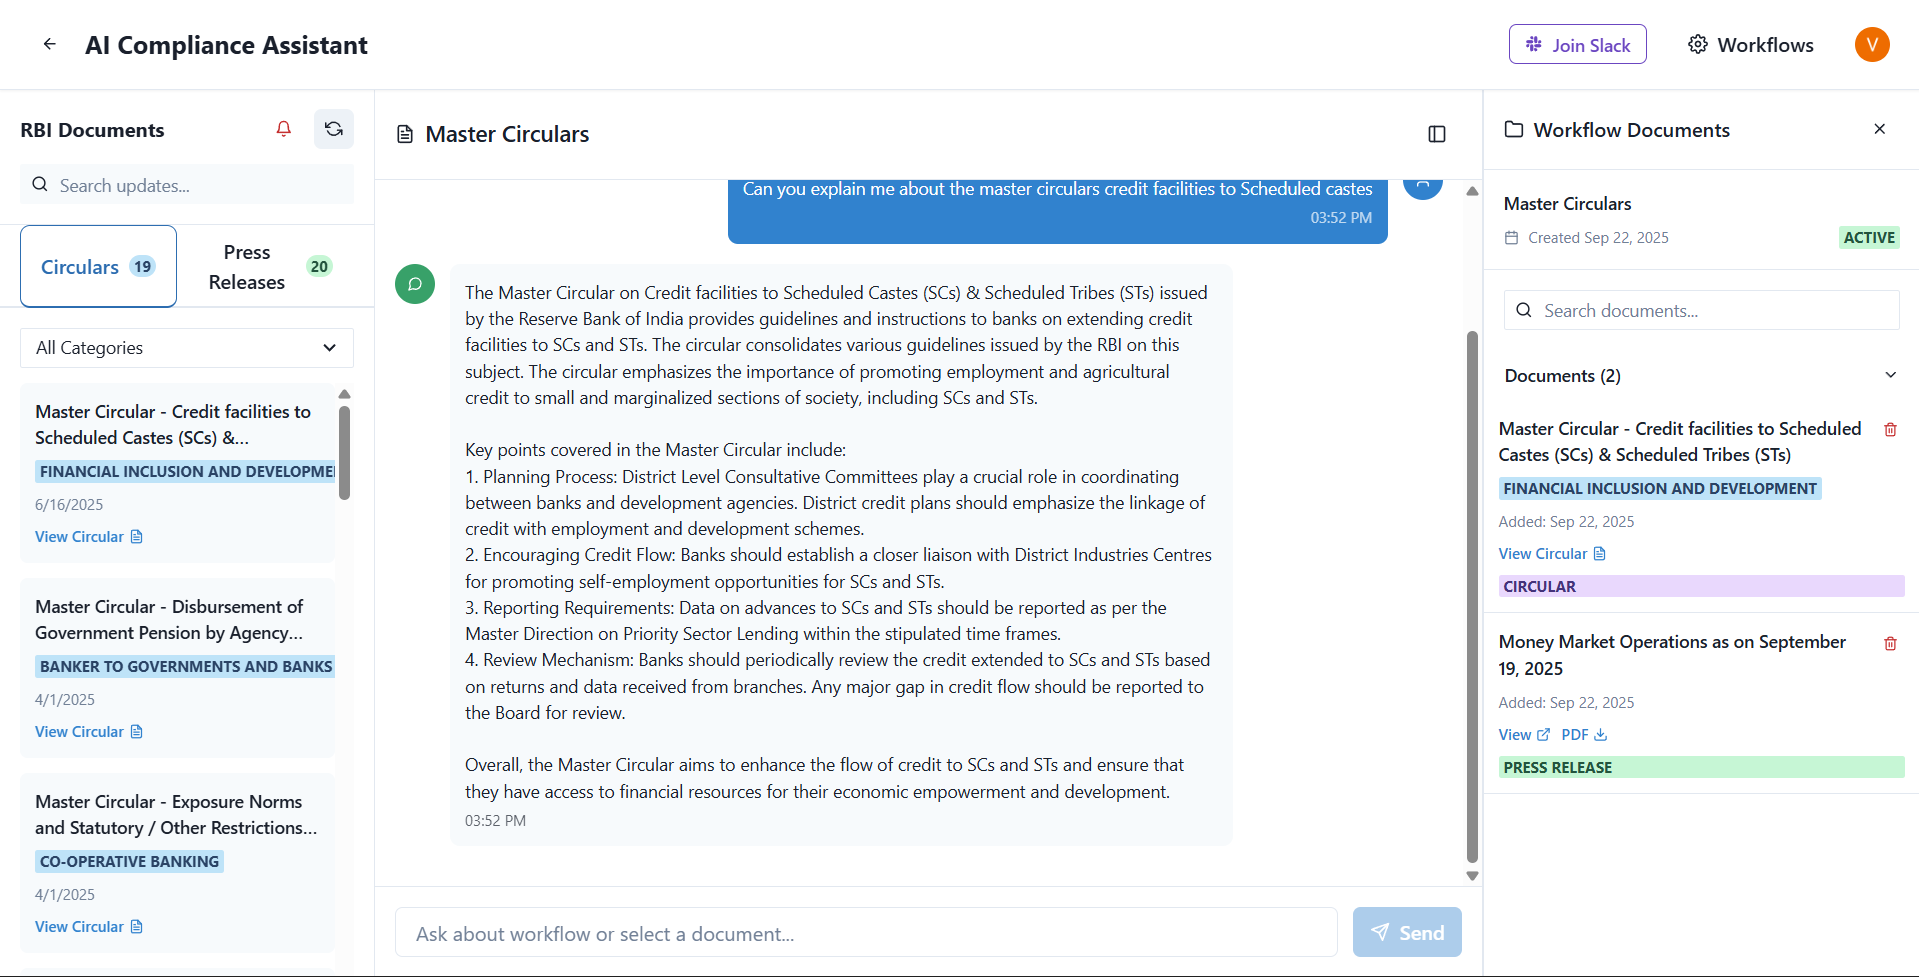 AI Compliance Assistant
Join Slack
Workflows
V
RBI Documents
Search updates...
Circulars 19
Press Releases 20
All Categories
Master Circular - Credit facilities to
Scheduled Castes (SCs) &...
FINANCIAL INCLUSION AND DEVELOPME
6/16/2025
View Circular
Master Circular - Disbursement of
Government Pension by Agency...
BANKER TO GOVERNMENTS AND BANKS
4/1/2025
View Circular
Master Circular - Exposure Norms
and Statutory / Other Restrictions...
CO-OPERATIVE BANKING
4/1/2025
View Circular
Master Circulars
Can you explain me about the master circulars credit facilities to Scheduled castes
03:52 PM
The Master Circular on Credit facilities to Scheduled Castes (SCs) & Scheduled Tribes (STs) issued
by the Reserve Bank of India provides guidelines and instructions to banks on extending credit
facilities to SCs and STs. The circular consolidates various guidelines issued by the RBI on this
subject. The circular emphasizes the importance of promoting employment and agricultural
credit to small and marginalized sections of society, including SCs and STs.
Key points covered in the Master Circular include:
1. Planning Process: District Level Consultative Committees play a crucial role in coordinating
between banks and development agencies. District credit plans should emphasize the linkage of
credit with employment and development schemes.
2. Encouraging Credit Flow: Banks should establish a closer liaison with District Industries Centres
for promoting self-employment opportunities for SCs and STs.
3. Reporting Requirements: Data on advances to SCs and STs should be reported as per the
Master Direction on Priority Sector Lending within the stipulated time frames.
4. Review Mechanism: Banks should periodically review the credit extended to SCs and STs based
on returns and data received from branches. Any major gap in credit flow should be reported to
the Board for review.
Overall, the Master Circular aims to enhance the flow of credit to SCs and STs and ensure that
they have access to financial resources for their economic empowerment and development.
03:52 PM
Ask about workflow or select a document...
Send
Workflow Documents
Master Circulars
Created Sep 22, 2025
ACTIVE
Search documents...
Documents (2)
Master Circular - Credit facilities to Scheduled
Castes (SCs) & Scheduled Tribes (STs)
FINANCIAL INCLUSION AND DEVELOPMENT
Added: Sep 22, 2025
View Circular
CIRCULAR
Money Market Operations as on September
19, 2025
Added: Sep 22, 2025
View PDF
PRESS RELEASE